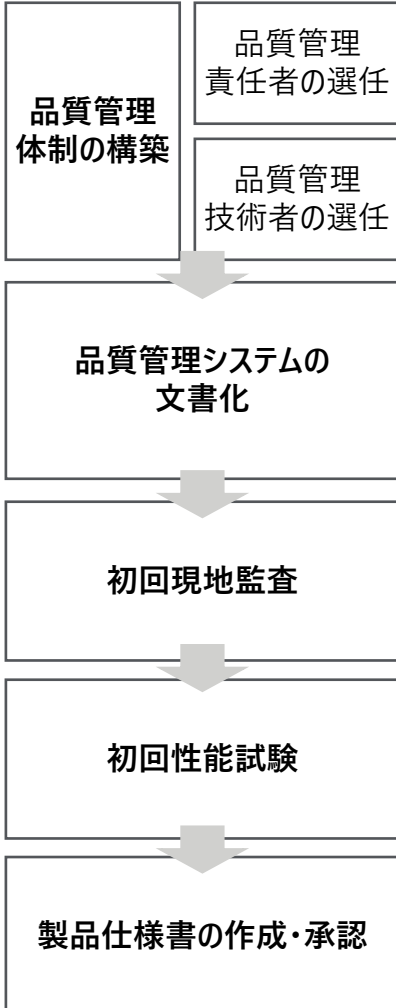 品質管理
体制の構築
品質管理
責任者の選任
品質管理
技術者の選任
品質管理システムの
文書化
初回現地監査
初回性能試験
製品仕様書の作成・承認